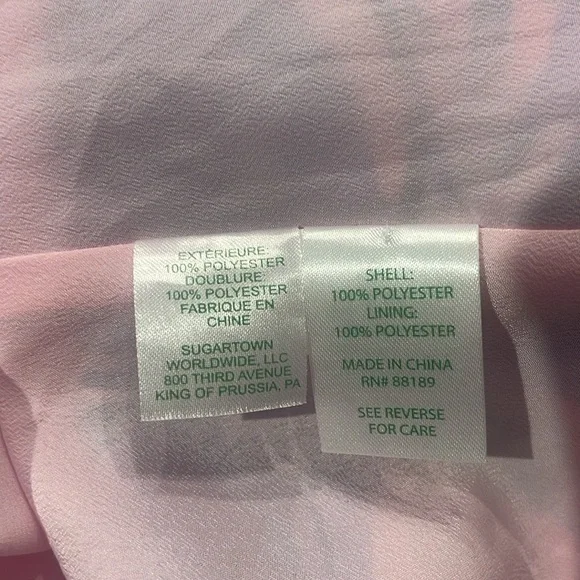 EXTÉRIEURE:
100% POLYESTER
DOUBLURE:
100% POLYESTER
FABRIQUE EN
CHINE
SUGARTOWN
WORLDWIDE, LLC
800 THIRD AVENUE
KING OF PRUSSIA, PA
SHELL:
100% POLYESTER
LINING:
100% POLYESTER
MADE IN CHINA
RN# 88189
SEE REVERSE
FOR CARE